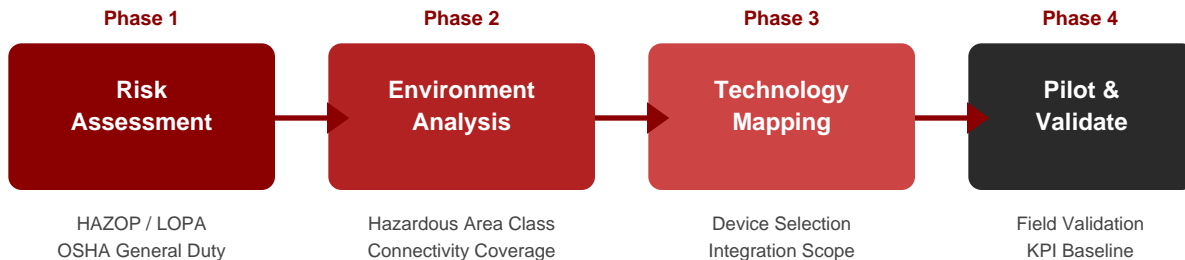 Phase 1
Phase 2
Phase 3
Phase 4
Risk
Assessment
Environment
Analysis
Technology
Mapping
Pilot &
Validate
HAZOP / LOPA
OSHA General Duty
Hazardous Area Class
Connectivity Coverage
Device Selection
Integration Scope
Field Validation
KPI Baseline